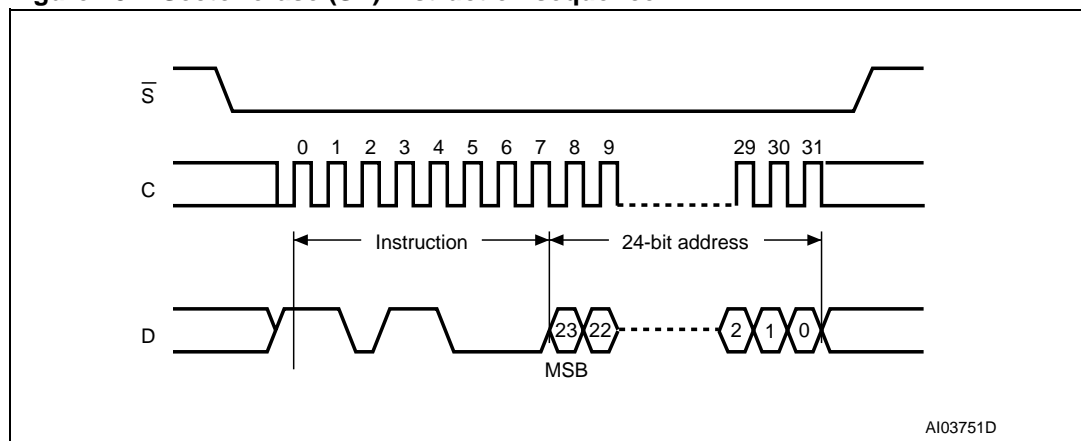 S
0 1 2 3 4 5 6 7 8 9 29 30 31
C
Instruction 24-bit address
D 23 22 2 1 0
MSB
AI03751D